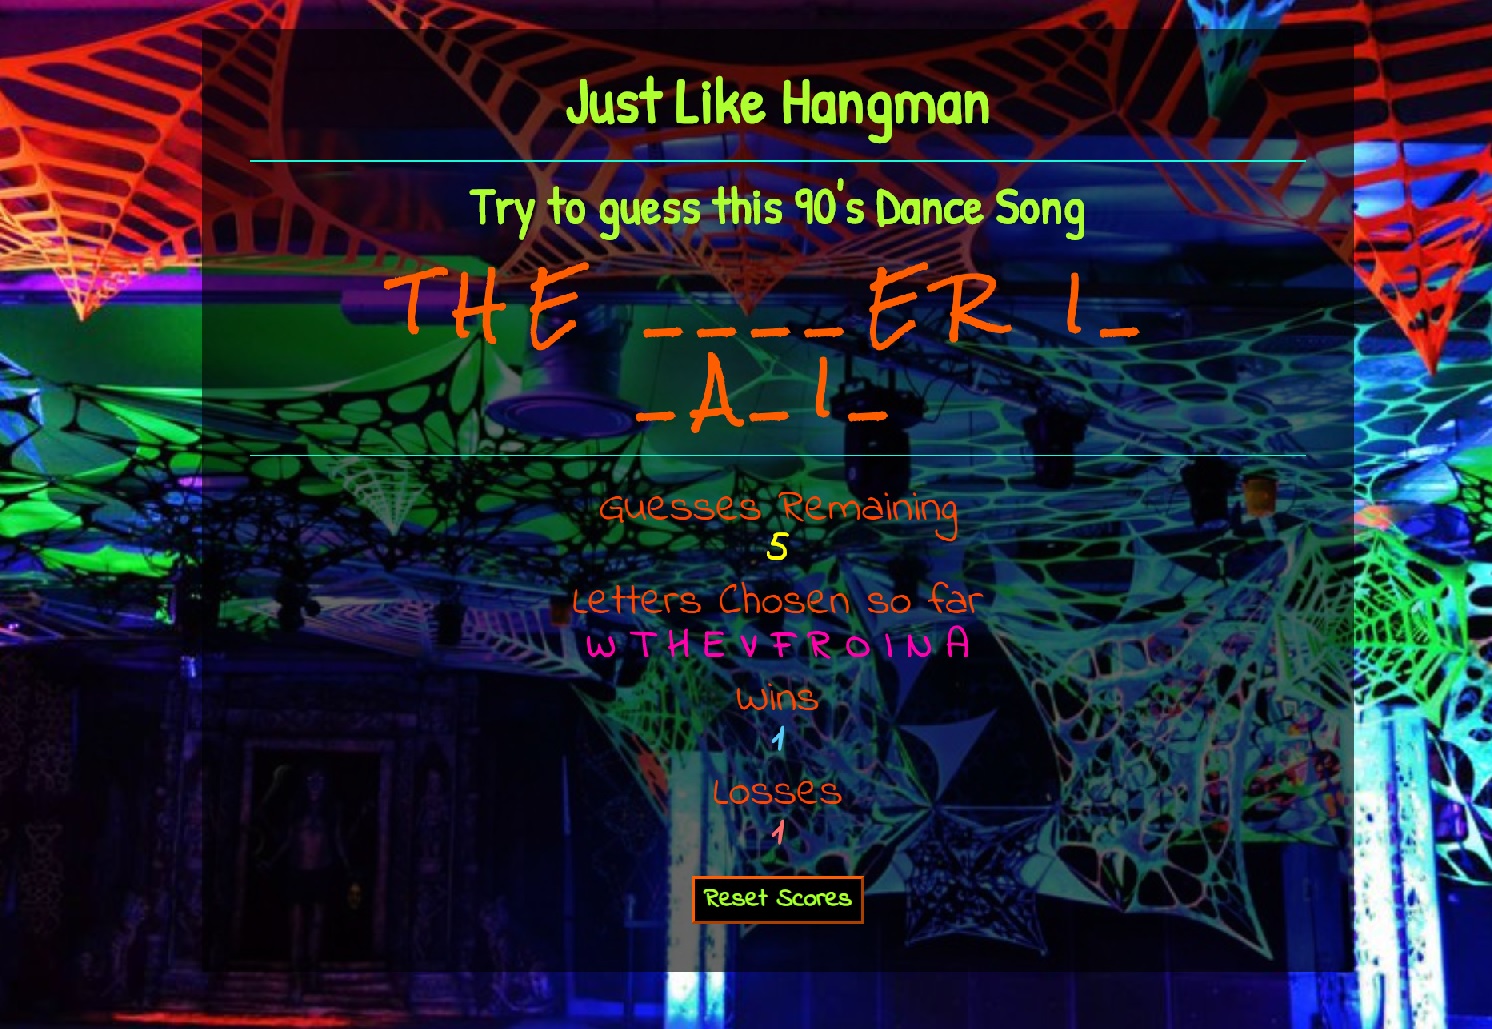 Just Like Hangman
Try to guess this 90's Dance Song
THE ____ER I_
_A_I_
Guesses Remaining
5
Letters Chosen so far
W T H E V F R O I N A
Wins
1
Losses
1
Reset Scores